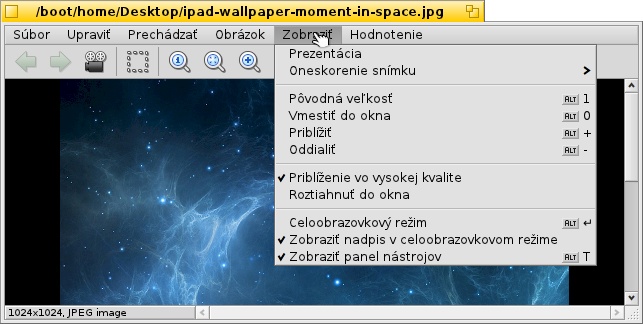 /boot/home/Desktop/ipad-wallpaper-moment-in-space.jpg
Súbor Upraviť Prechádzať Obrázok Zobraziť Hodnotenie
Prezentácia
Oneskorenie snímku
Pôvodná veľkosť ALT 1
Vmestiť do okna ALT 0
Priblížiť ALT +
Oddialiť ALT -
Priblíženie vo vysokej kvalite
Roztiahnuť do okna
Celoobrazovkový režim ALT ↵
Zobraziť nadpis v celoobrazovkovom režime
Zobraziť panel nástrojov ALT T
1024x1024, JPEG image